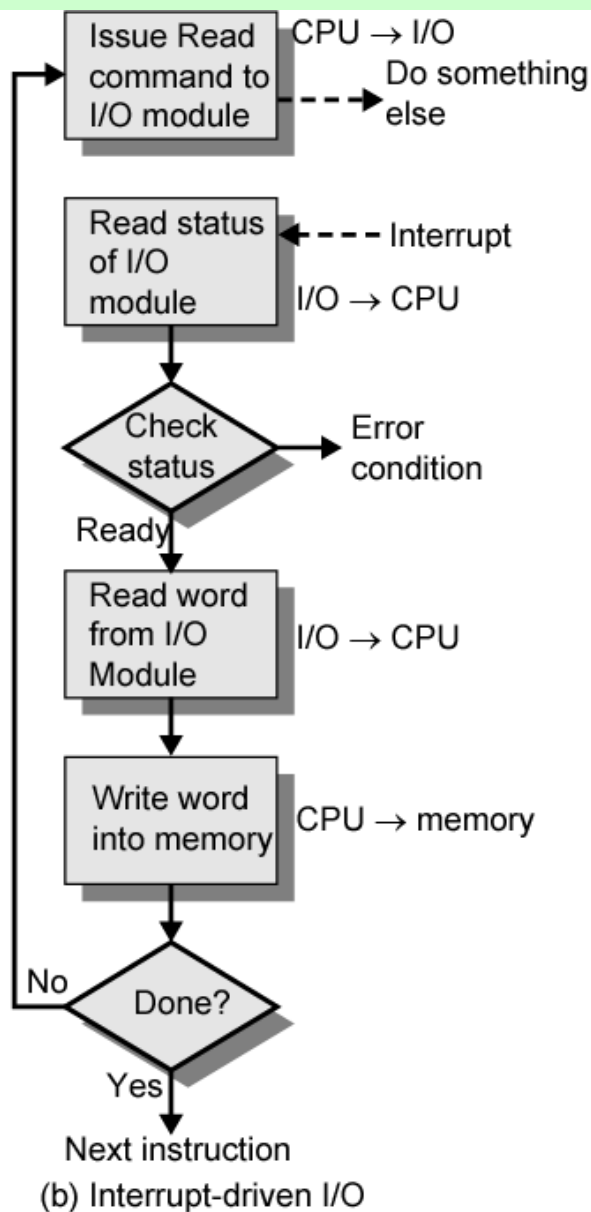 Issue Read
command to
I/O module
CPU → I/O
Do something
else
Read status
of I/O
module
Interrupt
I/O → CPU
Check
status
Error
condition
Ready
Read word
from I/O
Module
I/O → CPU
Write word
into memory
CPU → memory
No
Done?
Yes
Next instruction
(b) Interrupt-driven I/O